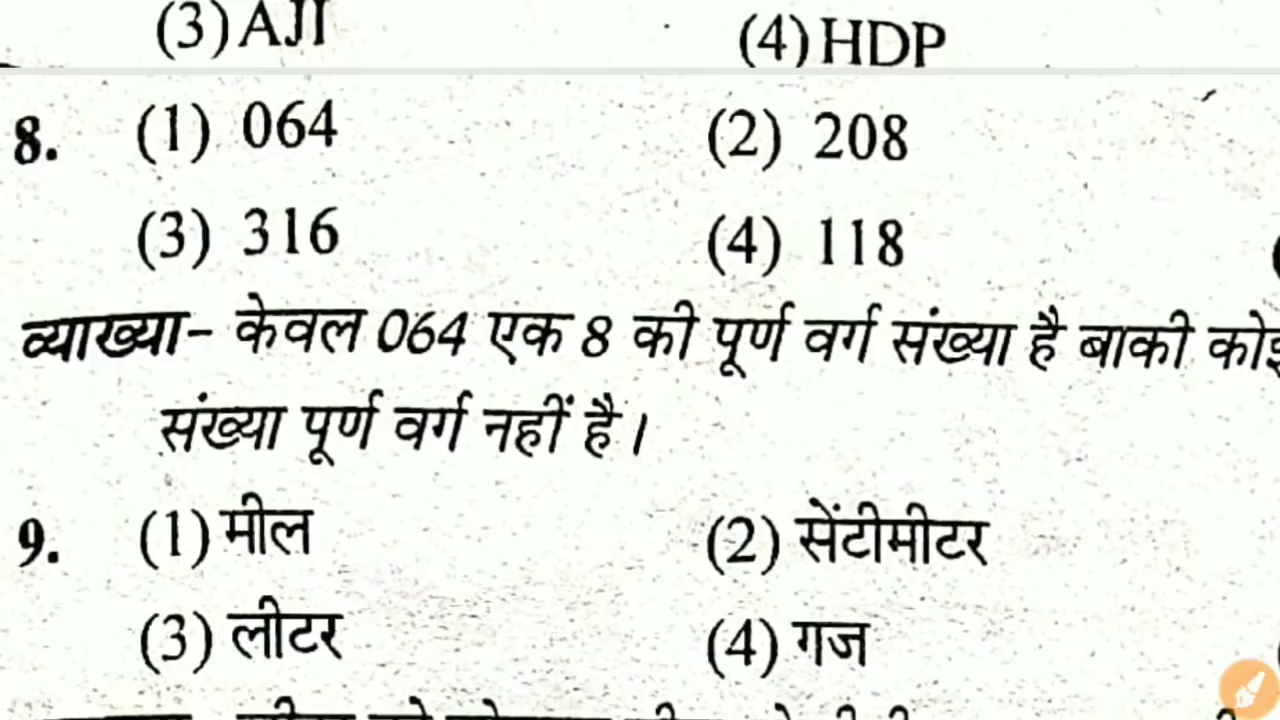 (3) AJI (4) HDP
8. (1) 064 (2) 208
(3) 316 (4) 118
व्याख्या- केवल 064 एक 8 की पूर्ण वर्ग संख्या है बाकी
संख्या पूर्ण वर्ग नहीं है।
9. (1) मील (2) सेंटीमीटर
(3) लीटर (4) गज